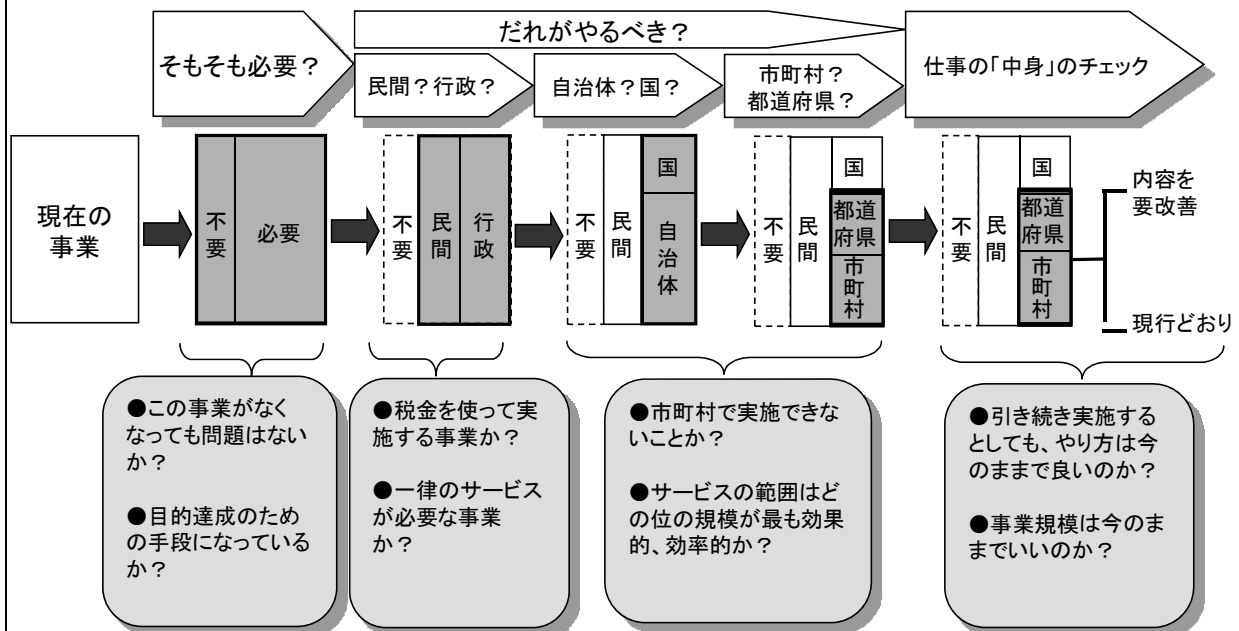 そもそも必要？
だれがやるべき？
民間？行政？
自治体？国？
市町村？
都道府県？
仕事の「中身」のチェック
現在の
事業
不要
必要
不要
民間
行政
不要
民間
国
自治体
不要
民間
国
都道
府県
市町村
不要
民間
国
都道
府県
市町村
内容を
要改善
現行どおり
●この事業がなく
なっても問題はない
か？
●目的達成のため
の手段になっている
か？
●税金を使って実
施する事業か？
●一律のサービス
が必要な事業
か？
●市町村で実施できな
いことか？
●サービスの範囲はど
の位の規模が最も効果
的、効率的か？
●引き続き実施する
としても、やり方は今
のままで良いのか？
●事業規模は今のま
までいいのか？